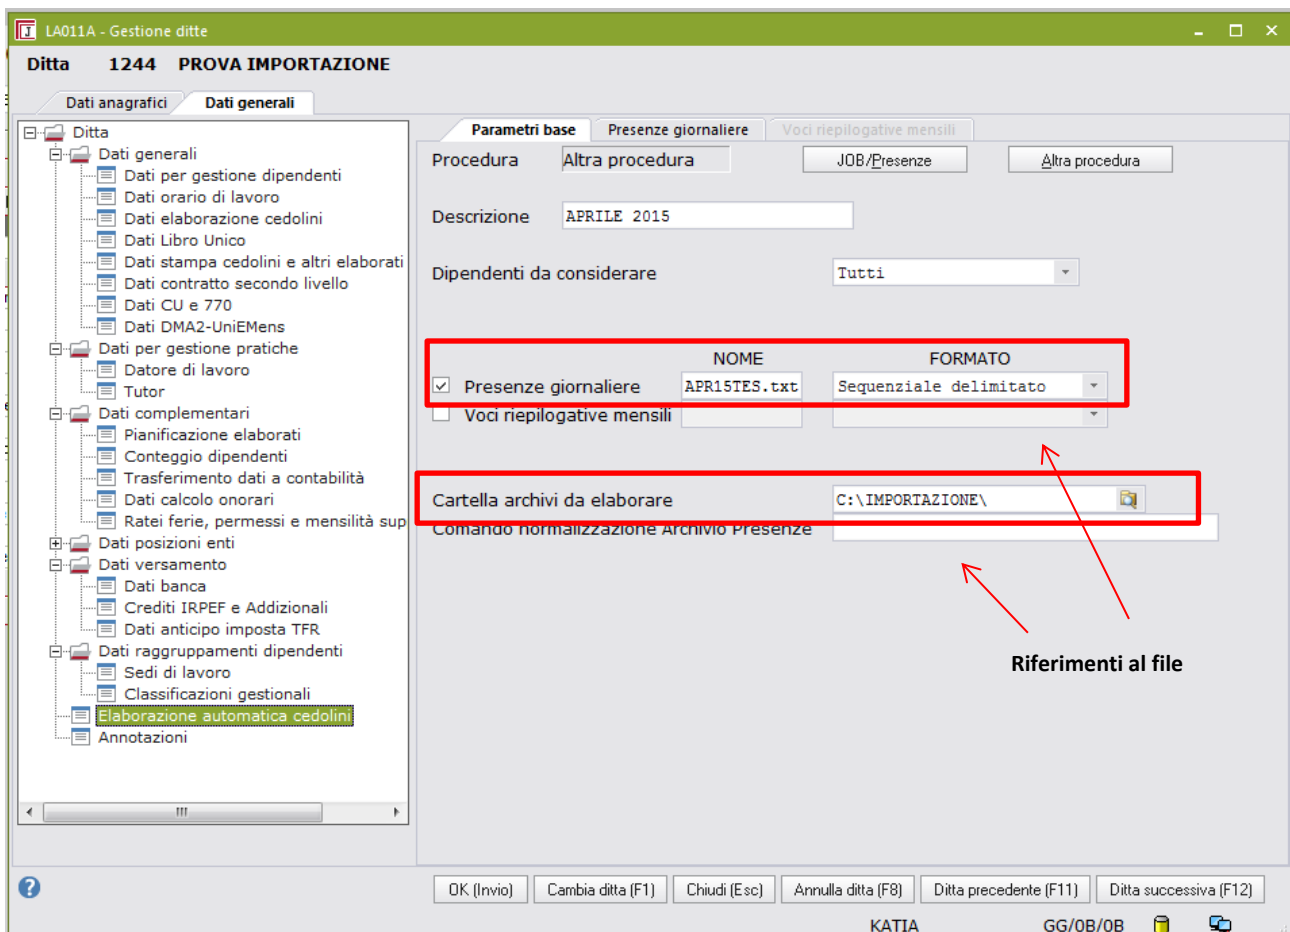 LA011A - Gestione ditte
Ditta 1244 PROVA IMPORTAZIONE
Dati anagrafici Dati generali
Ditta
Dati generali
Dati per gestione dipendenti
Dati orario di lavoro
Dati elaborazione cedolini
Dati Libro Unico
Dati stampa cedolini e altri elaborati
Dati contratto secondo livello
Dati CU e 770
Dati DMA2-UniEMens
Dati per gestione pratiche
Datore di lavoro
Tutor
Dati complementari
Pianificazione elaborati
Conteggio dipendenti
Trasferimento dati a contabilità
Dati calcolo onorari
Ratei ferie, permessi e mensilità sup
Dati posizioni enti
Dati versamento
Dati banca
Crediti IRPEF e Addizionali
Dati anticipo imposta TFR
Dati raggruppamenti dipendenti
Sedi di lavoro
Classificazioni gestionali
Elaborazione automatica cedolini
Annotazioni
Parametri base Presenze giornaliere Voci riepilogative mensili
Procedura Altra procedura JOB/Presenze Altra procedura
Descrizione APRILE 2015
Dipendenti da considerare Tutti
NOME FORMATO
Presenze giornaliere APR15TES.txt Sequenziale delimitato
Voci riepilogative mensili
Cartella archivi da elaborare C:\IMPORTAZIONE\
Comando normalizzazione Archivio Presenze
Riferimenti al file
OK (Invio) Cambia ditta (F1) Chiudi (Esc) Annulla ditta (F8) Ditta precedente (F11) Ditta successiva (F12)
KATIA GG/0B/0B